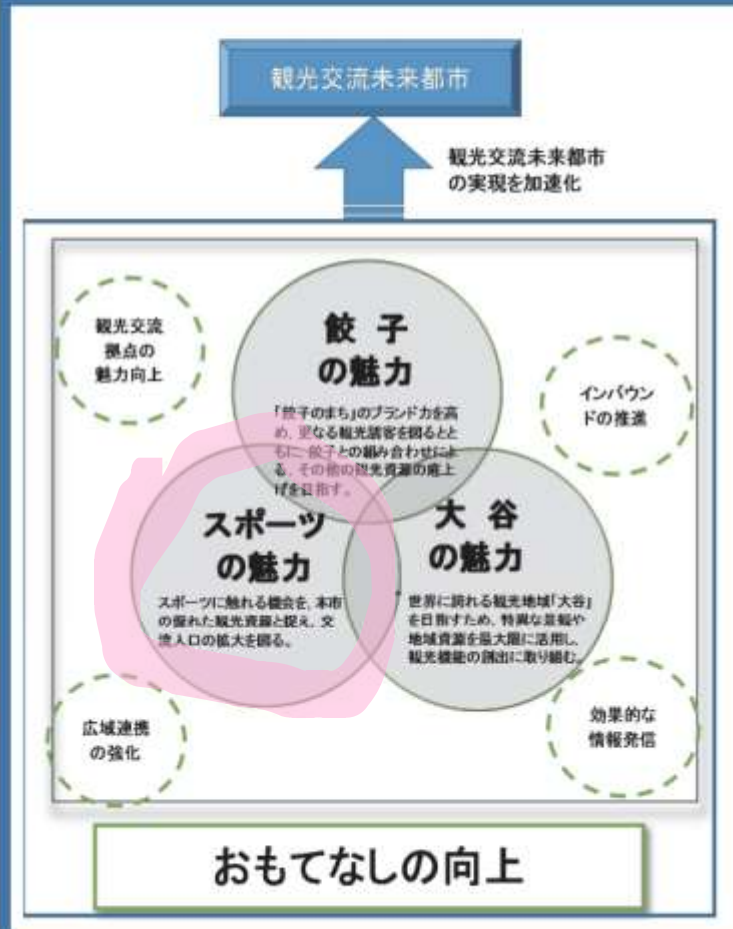 観光交流未来都市
観光交流未来都市
の実現を加速化
観光交流
拠点の
魅力向上
餃子
の魅力
「餃子のまち」のブランド力を高
め、更なる観光誘客を図るとと
もに、餃子との組み合わせによ
る、その他の観光資源の底上
げを目指す。
インバウン
ドの推進
スポーツ
の魅力
スポーツに触れる機会を、本市
の優れた観光資源と捉え、交
流人口の拡大を図る。
大谷
の魅力
世界に誇れる観光地域「大谷」
を目指すため、特異な景観や
地域資源を最大限に活用し、
観光機能の創出に取り組む。
広域連携
の強化
効果的な
情報発信
おもてなしの向上